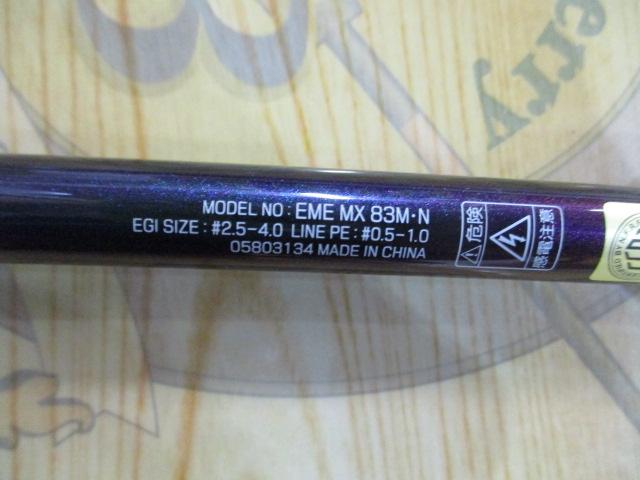 MODEL NO : EME MX 83M・N
EGI SIZE : #2.5-4.0 LINE PE : #0.5-1.0
05803134 MADE IN CHINA
危険
感電注意
erry